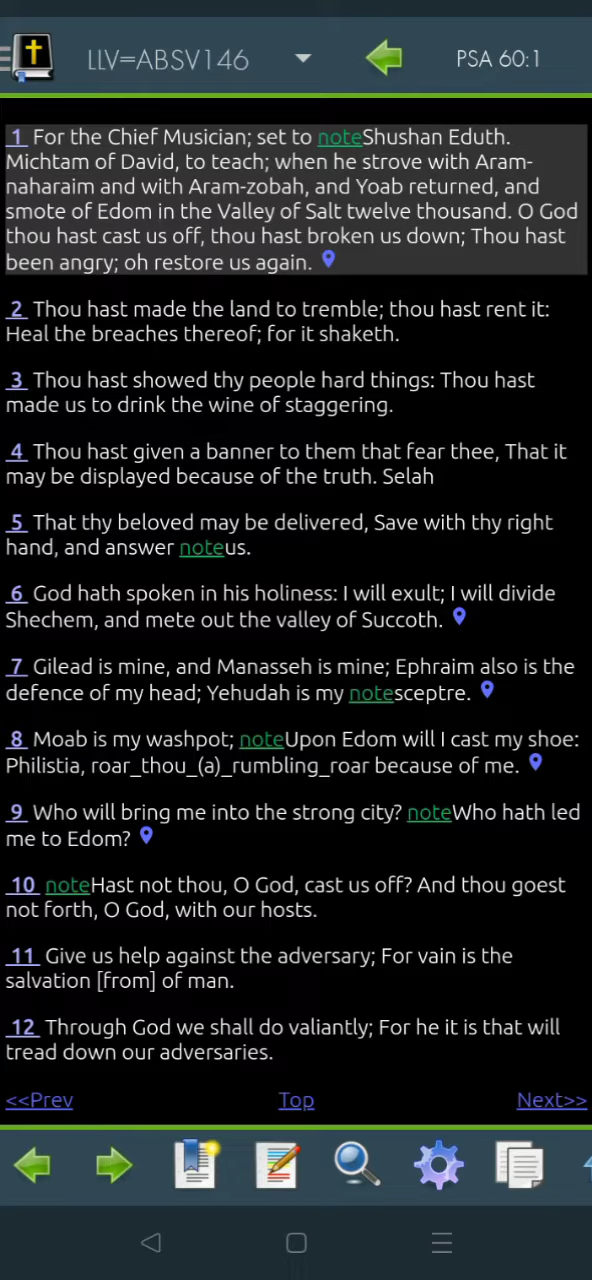 LLV=ABSV146
PSA 60:1
1 For the Chief Musician; set to noteShushan Eduth.
Michtam of David, to teach; when he strove with Aram-
naharaim and with Aram-zobah, and Yoab returned, and
smote of Edom in the Valley of Salt twelve thousand. O God
thou hast cast us off, thou hast broken us down; Thou hast
been angry; oh restore us again.
2 Thou hast made the land to tremble; thou hast rent it:
Heal the breaches thereof; for it shaketh.
3 Thou hast showed thy people hard things: Thou hast
made us to drink the wine of staggering.
4 Thou hast given a banner to them that fear thee, That it
may be displayed because of the truth. Selah
5 That thy beloved may be delivered, Save with thy right
hand, and answer noteus.
6 God hath spoken in his holiness: I will exult; I will divide
Shechem, and mete out the valley of Succoth.
7 Gilead is mine, and Manasseh is mine; Ephraim also is the
defence of my head; Yehudah is my notesceptre.
8 Moab is my washpot; noteUpon Edom will I cast my shoe:
Philistia, roar_thou_(a)_rumbling_roar because of me.
9 Who will bring me into the strong city? noteWho hath led
me to Edom?
10 noteHast not thou, O God, cast us off? And thou goest
not forth, O God, with our hosts.
11 Give us help against the adversary; For vain is the
salvation [from] of man.
12 Through God we shall do valiantly; For he it is that will
tread down our adversaries.
<<Prev
Top
Next>>